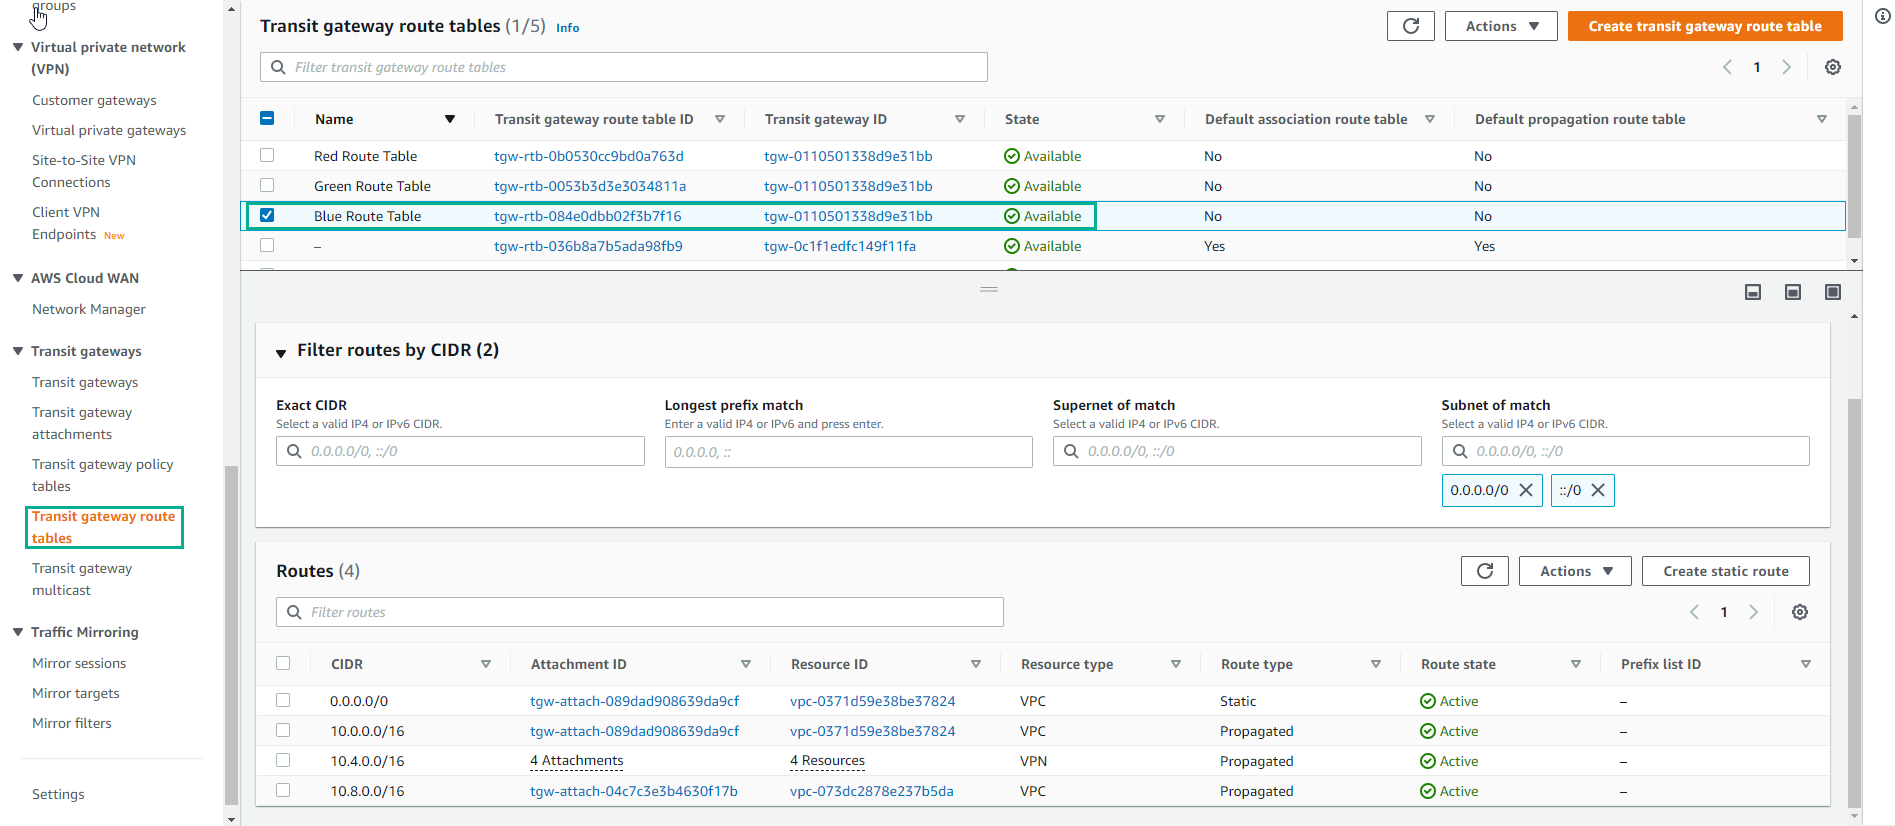 groups
Virtual private network
(VPN)
Customer gateways
Virtual private gateways
Site-to-Site VPN
Connections
Client VPN
Endpoints New
AWS Cloud WAN
Network Manager
Transit gateways
Transit gateways
Transit gateway
attachments
Transit gateway policy
tables
Transit gateway route
tables
Transit gateway
multicast
Traffic Mirroring
Mirror sessions
Mirror targets
Mirror filters
Settings
Transit gateway route tables (1/5) Info
Actions
Create transit gateway route table
Filter transit gateway route tables
1
Name Transit gateway route table ID Transit gateway ID State Default association route table Default propagation route table
Red Route Table tgw-rtb-0b0530cc9bd0a763d tgw-0110501338d9e31bb Available No No
Green Route Table tgw-rtb-0053b3d3e3034811a tgw-0110501338d9e31bb Available No No
Blue Route Table tgw-rtb-084e0dbb02f3b7f16 tgw-0110501338d9e31bb Available No No
– tgw-rtb-036b8a7b5ada98fb9 tgw-0c1f1edfc149f11fa Available Yes Yes
Filter routes by CIDR (2)
Exact CIDR Longest prefix match Supernet of match Subnet of match
Select a valid IP4 or IPv6 CIDR. Enter a valid IP4 or IPv6 and press enter. Select a valid IP4 or IPv6 CIDR. Select a valid IP4 or IPv6 CIDR.
0.0.0.0/0, ::/0 0.0.0.0, :: 0.0.0.0/0, ::/0 0.0.0.0/0, ::/0
0.0.0.0/0 ::/0
Routes (4)
Actions
Create static route
Filter routes
1
CIDR Attachment ID Resource ID Resource type Route type Route state Prefix list ID
0.0.0.0/0 tgw-attach-089dad908639da9cf vpc-0371d59e38be37824 VPC Static Active –
10.0.0.0/16 tgw-attach-089dad908639da9cf vpc-0371d59e38be37824 VPC Propagated Active –
10.4.0.0/16 4 Attachments 4 Resources VPN Propagated Active –
10.8.0.0/16 tgw-attach-04c7c3e3b4630f17b vpc-073dc2878e237b5da VPC Propagated Active –